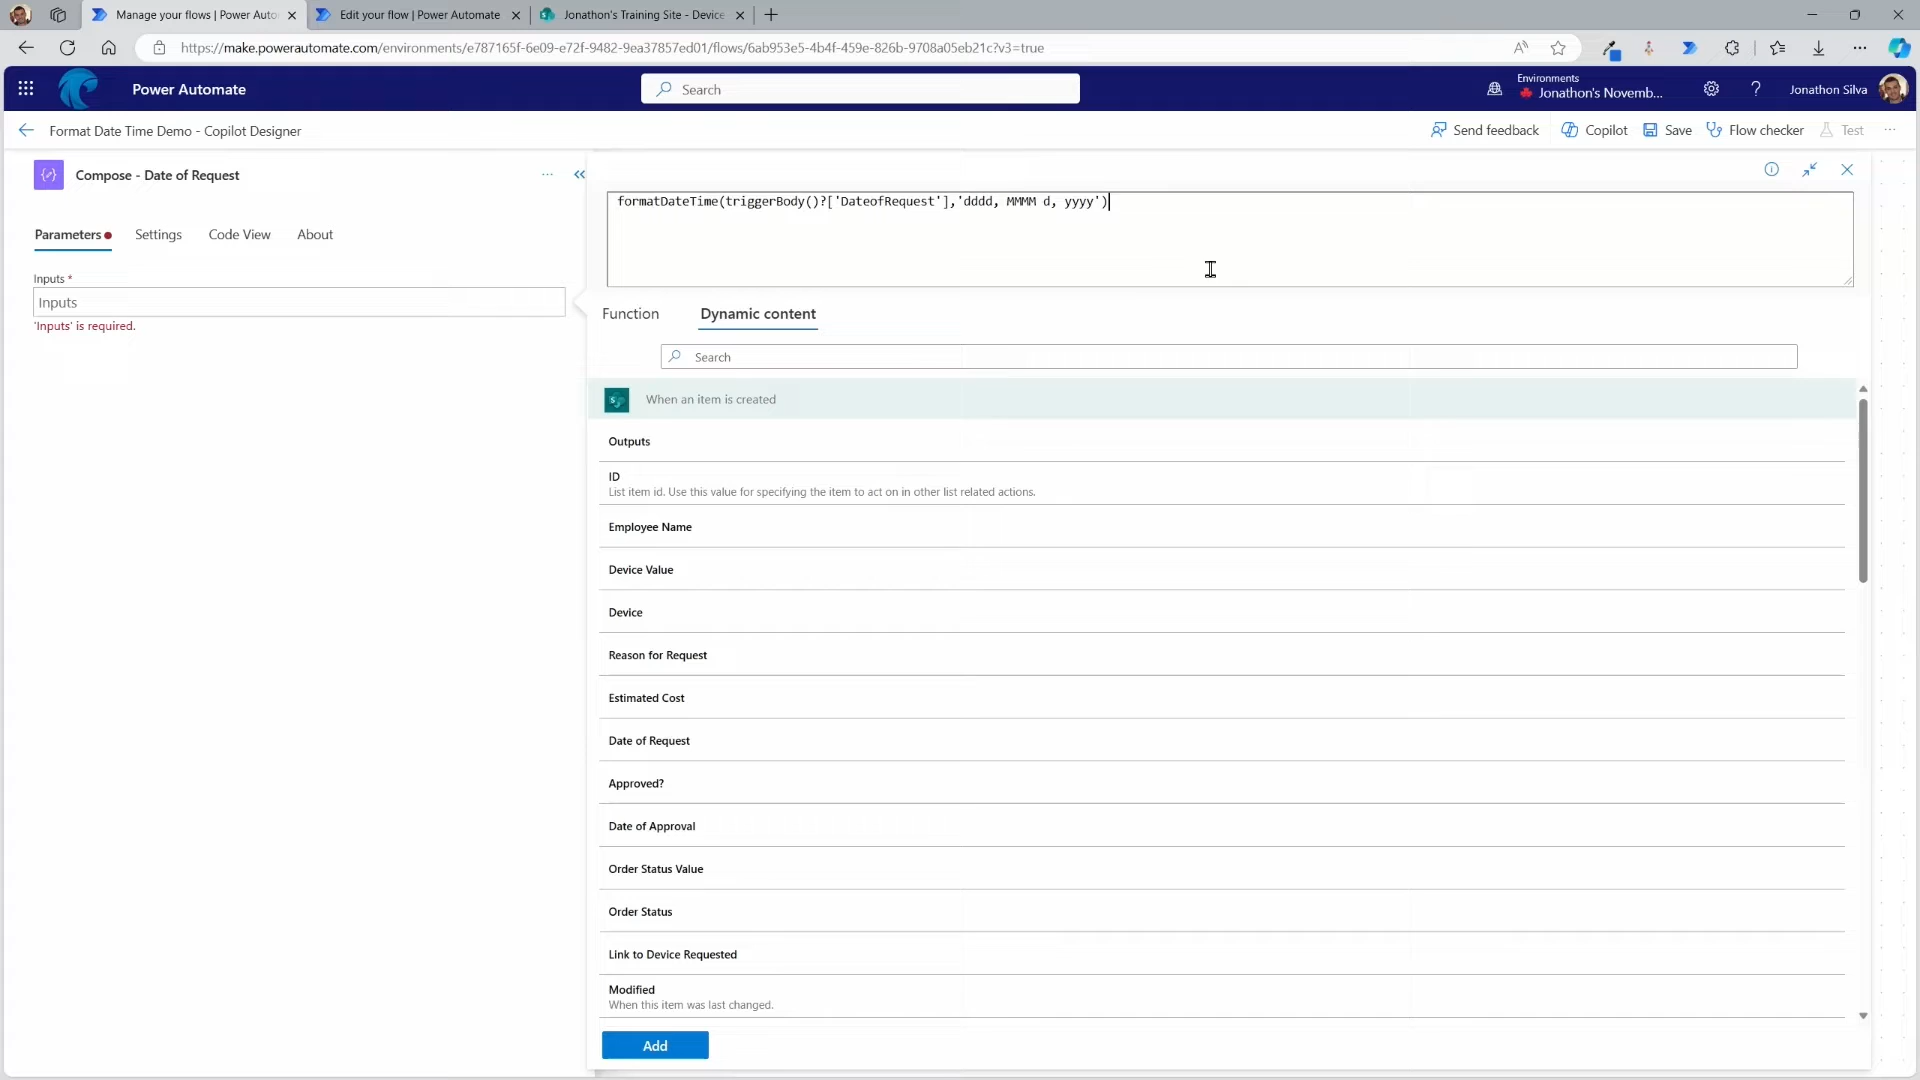 Manage your flows | Power Auto
Edit your flow | Power Automate
Jonathon's Training Site - Device
https://make.powerautomate.com/environments/e787165f-6e09-e72f-9482-9ea37857ed01/flows/6ab953e5-4b4f-459e-826b-9708a05eb21c?v3=true
Power Automate
Search
Environments
Jonathon's Novemb...
Jonathon Silva
Format Date Time Demo - Copilot Designer
Send feedback
Copilot
Save
Flow checker
Test
Compose - Date of Request
Parameters
Settings
Code View
About
Inputs *
Inputs
'Inputs' is required.
formatDateTime(triggerBody()?['DateofRequest'],'dddd, MMMM d, yyyy')
Function
Dynamic content
Search
When an item is created
Outputs
ID
List item id. Use this value for specifying the item to act on in other list related actions.
Employee Name
Device Value
Device
Reason for Request
Estimated Cost
Date of Request
Approved?
Date of Approval
Order Status Value
Order Status
Link to Device Requested
Modified
When this item was last changed.
Add